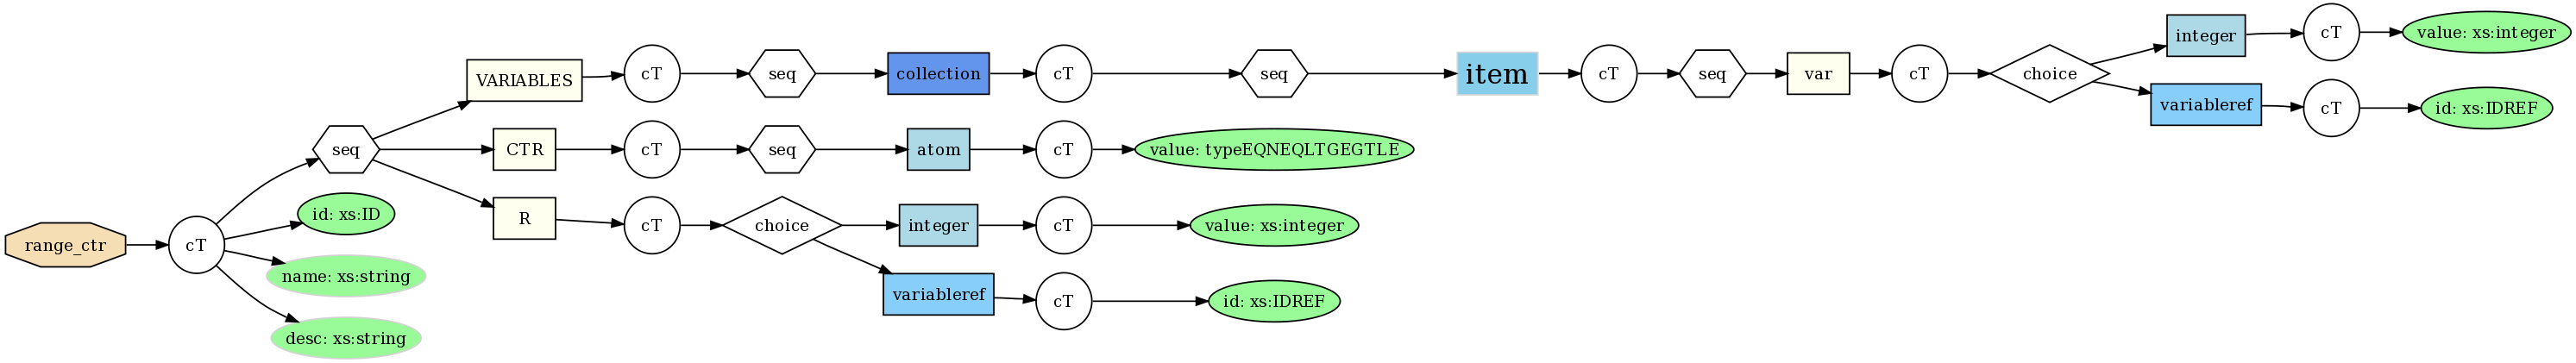 range_ctr
cT
seq
id: xs:ID
name: xs:string
desc: xs:string
VARIABLES
cT
seq
collection
cT
seq
item
cT
seq
var
cT
choice
integer
cT
value: xs:integer
variableref
cT
id: xs:IDREF
CTR
cT
seq
atom
cT
value: typeEQNEQLTGEGTLE
R
cT
choice
integer
cT
value: xs:integer
variableref
cT
id: xs:IDREF